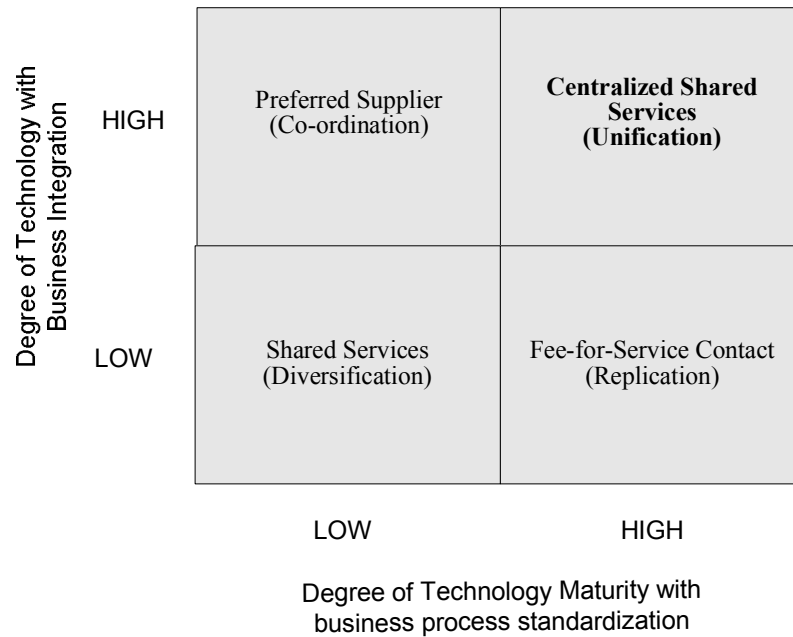 Degree of Technology with
Business Integration
HIGH
Preferred Supplier
(Co-ordination)
Centralized Shared
Services
(Unification)
LOW
Shared Services
(Diversification)
Fee-for-Service Contact
(Replication)
LOW
HIGH
Degree of Technology Maturity with
business process standardization